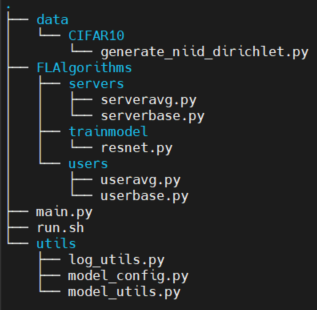 .
├── data
│   └── CIFAR10
│       └── generate_niid_dirichlet.py
├── FLAlgorithms
│   ├── servers
│   │   ├── serveravg.py
│   │   └── serverbase.py
│   ├── trainmodel
│   │   └── resnet.py
│   └── users
│       ├── useravg.py
│       └── userbase.py
├── main.py
├── run.sh
└── utils
    ├── log_utils.py
    ├── model_config.py
    └── model_utils.py